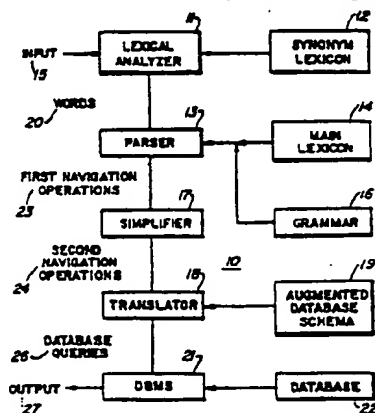 11
12
LEXICAL ANALYZER
SYNONYM LEXICON
INPUT
15
WORDS
20
13
14
PARSER
MAIN LEXICON
FIRST NAVIGATION OPERATIONS
23
17
16
SIMPLIFIER
GRAMMAR
SECOND NAVIGATION OPERATIONS
24
10
18
19
TRANSLATOR
AUGMENTED DATABASE SCHEMA
DATABASE QUERIES
26
21
OUTPUT
27
DBMS
DATABASE
22